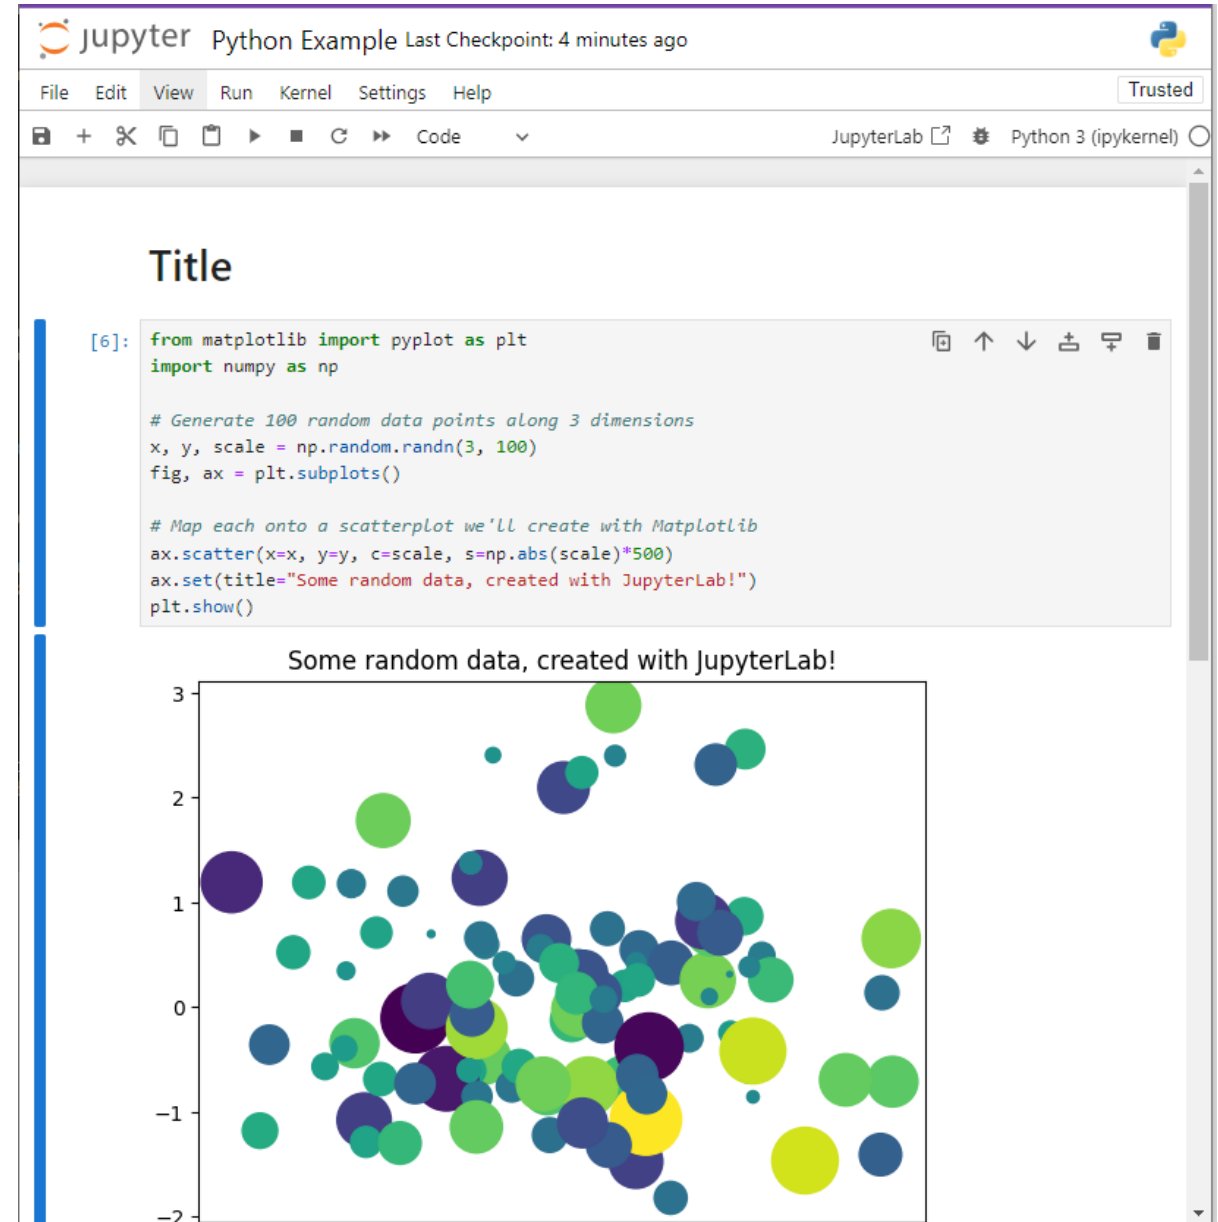 jupyter Python Example Last Checkpoint: 4 minutes ago
File Edit View Run Kernel Settings Help Trusted
Code JupyterLab Python 3 (ipykernel)
Title
[6]: from matplotlib import pyplot as plt
import numpy as np
# Generate 100 random data points along 3 dimensions
x, y, scale = np.random.randn(3, 100)
fig, ax = plt.subplots()
# Map each onto a scatterplot we'll create with Matplotlib
ax.scatter(x=x, y=y, c=scale, s=np.abs(scale)*500)
ax.set(title="Some random data, created with JupyterLab!")
plt.show()
Some random data, created with JupyterLab!
3
2
1
0
−1
−2